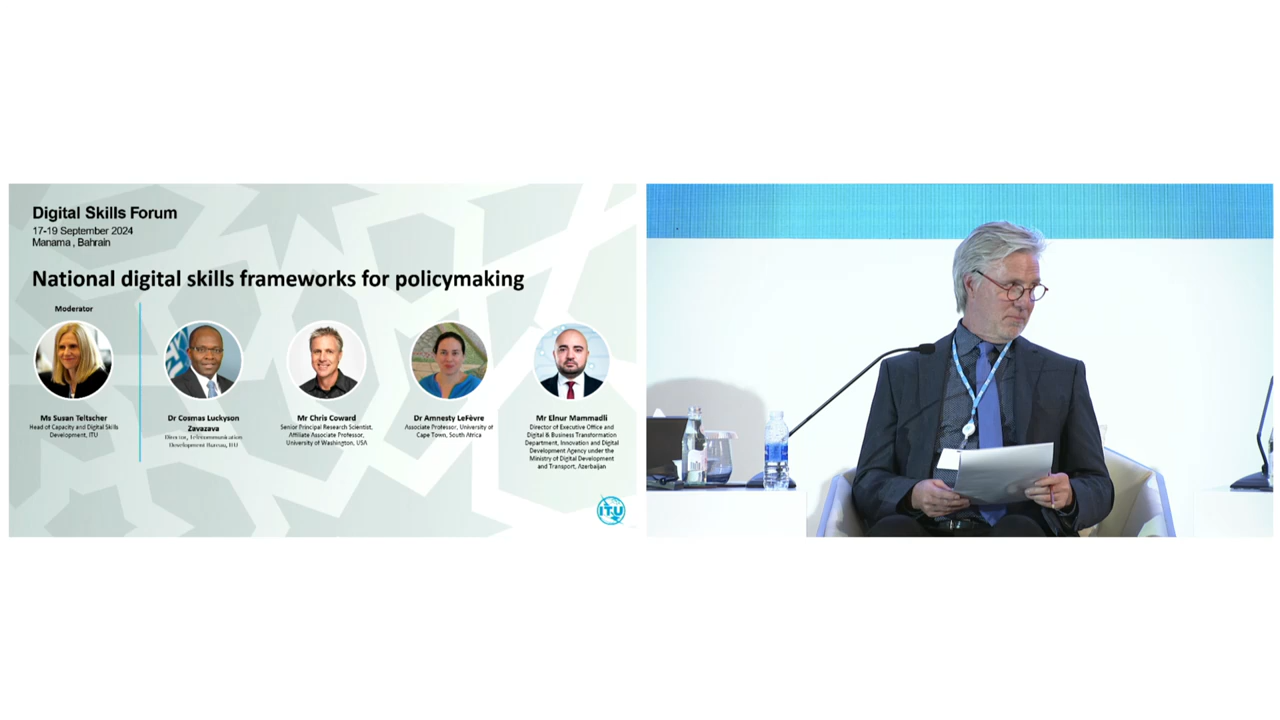 Digital Skills Forum
17-19 September 2024
Manama , Bahrain
National digital skills frameworks for policymaking
Moderator
Ms Susan Teltscher
Head of Capacity and Digital Skills
Development, ITU
Dr Cosmas Luckyson
Zavazava
Director, Telecommunication
Development Bureau, ITU
Mr Chris Coward
Senior Principal Research Scientist,
Affiliate Associate Professor,
University of Washington, USA
Dr Amnesty LeFèvre
Associate Professor, University of
Cape Town, South Africa
Mr Elnur Mammadli
Director of Executive Office and
Digital & Business Transformation
Department, Innovation and Digital
Development Agency under the
Ministry of Digital Development
and Transport, Azerbaijan
ITU